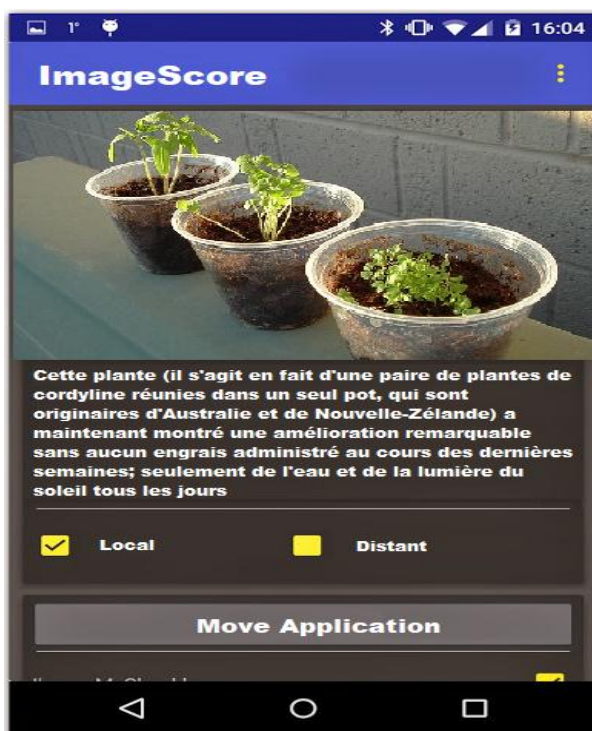 1° 16:04
ImageScore
Cette plante (il s'agit en fait d'une paire de plantes de
cordyline réunies dans un seul pot, qui sont
originaires d'Australie et de Nouvelle-Zélande) a
maintenant montré une amélioration remarquable
sans aucun engrais administré au cours des dernières
semaines; seulement de l'eau et de la lumière du
soleil tous les jours
Local Distant
Move Application